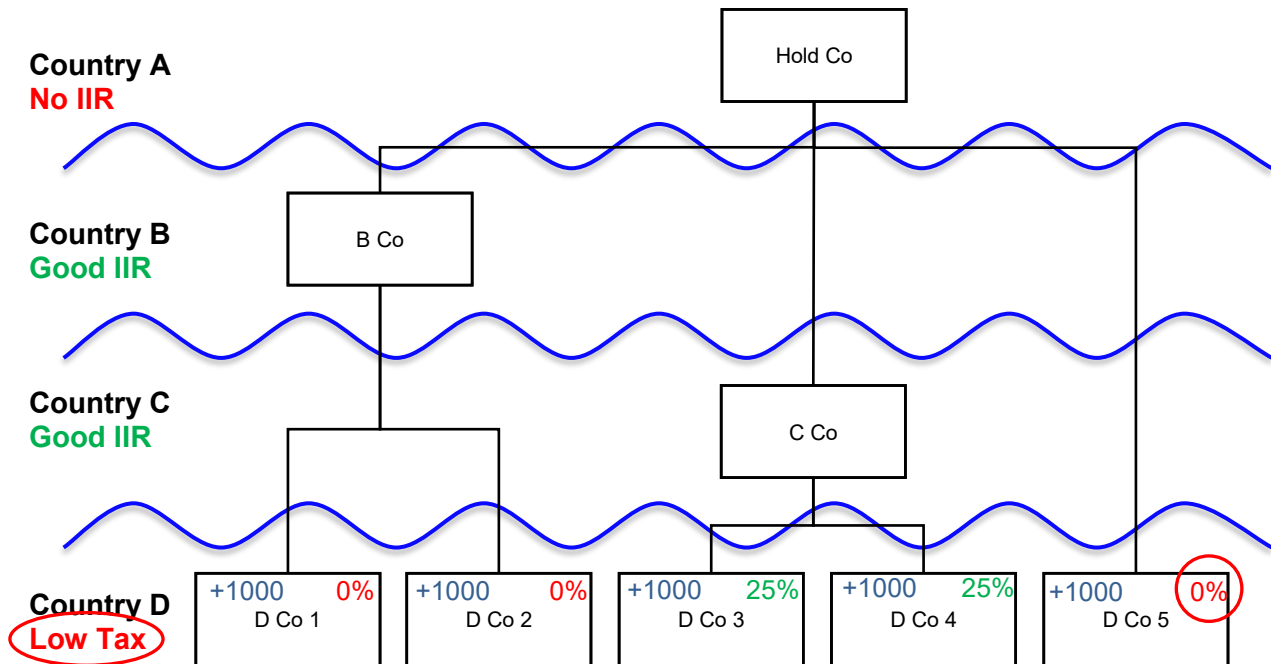 Hold Co
Country A
No IIR
B Co
Country B
Good IIR
C Co
Country C
Good IIR
Country D
Low Tax
+1000 0%
D Co 1
+1000 0%
D Co 2
+1000 25%
D Co 3
+1000 25%
D Co 4
+1000 0%
D Co 5